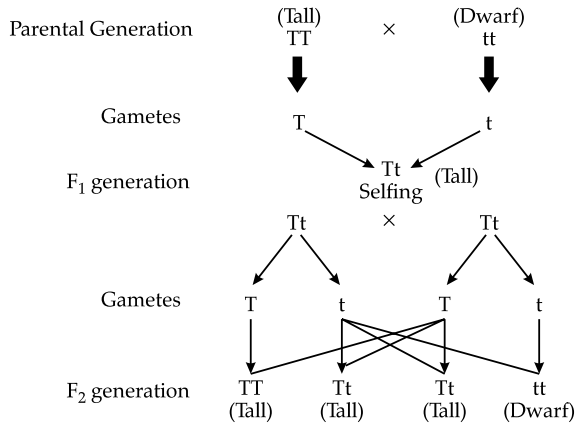 (Tall) (Dwarf)
Parental Generation TT × tt
Gametes T t
F₁ generation Tt (Tall)
Selfing
Tt × Tt
Gametes T t T t
F₂ generation TT Tt Tt tt
(Tall) (Tall) (Tall) (Dwarf)